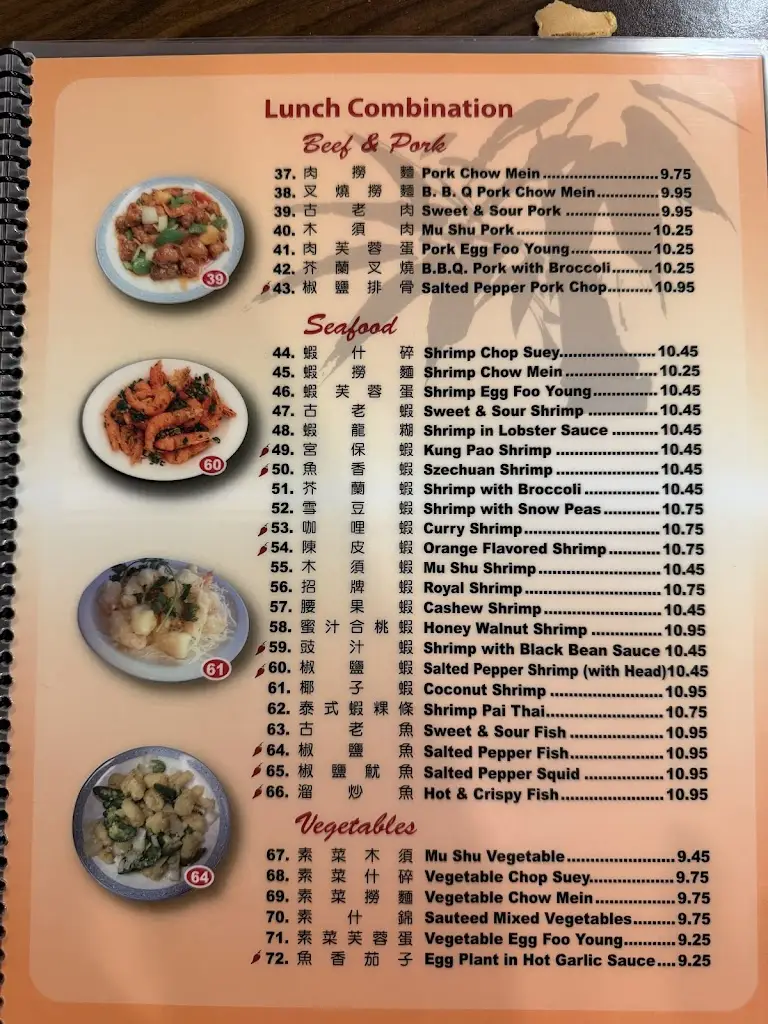 Lunch Combination
Beef & Pork
37. 肉撈麵 Pork Chow Mein 9.75
38. 叉燒撈麵 B. B. Q Pork Chow Mein 9.95
39. 古老肉 Sweet & Sour Pork 9.95
40. 木須肉 Mu Shu Pork 10.25
41. 肉芙蓉蛋 Pork Egg Foo Young 10.25
42. 芥蘭叉燒 B.B.Q. Pork with Broccoli 10.25
43. 椒鹽排骨 Salted Pepper Pork Chop 10.95
39
Seafood
44. 蝦什碎 Shrimp Chop Suey 10.45
45. 蝦撈麵 Shrimp Chow Mein 10.25
46. 蝦芙蓉蛋 Shrimp Egg Foo Young 10.45
47. 古老蝦 Sweet & Sour Shrimp 10.45
48. 蝦龍糊 Shrimp in Lobster Sauce 10.45
49. 宮保蝦 Kung Pao Shrimp 10.45
50. 魚香蝦 Szechuan Shrimp 10.45
51. 芥蘭蝦 Shrimp with Broccoli 10.45
52. 雪豆蝦 Shrimp with Snow Peas 10.75
53. 咖哩蝦 Curry Shrimp 10.75
54. 陳皮蝦 Orange Flavored Shrimp 10.75
55. 木須蝦 Mu Shu Shrimp 10.45
56. 招牌蝦 Royal Shrimp 10.75
57. 腰果蝦 Cashew Shrimp 10.45
58. 蜜汁合桃蝦 Honey Walnut Shrimp 10.95
59. 豉汁蝦 Shrimp with Black Bean Sauce 10.45
60. 椒鹽蝦 Salted Pepper Shrimp (with Head) 10.45
61. 椰子蝦 Coconut Shrimp 10.95
62. 泰式蝦粿條 Shrimp Pai Thai 10.75
63. 古老魚 Sweet & Sour Fish 10.95
64. 椒鹽魚 Salted Pepper Fish 10.95
65. 椒鹽魷魚 Salted Pepper Squid 10.95
66. 溜炒魚 Hot & Crispy Fish 10.95
60
61
Vegetables
67. 素菜木須 Mu Shu Vegetable 9.45
68. 素菜什碎 Vegetable Chop Suey 9.75
69. 素菜撈麵 Vegetable Chow Mein 9.75
70. 素什錦 Sauteed Mixed Vegetables 9.75
71. 素菜芙蓉蛋 Vegetable Egg Foo Young 9.25
72. 魚香茄子 Egg Plant in Hot Garlic Sauce 9.25
64